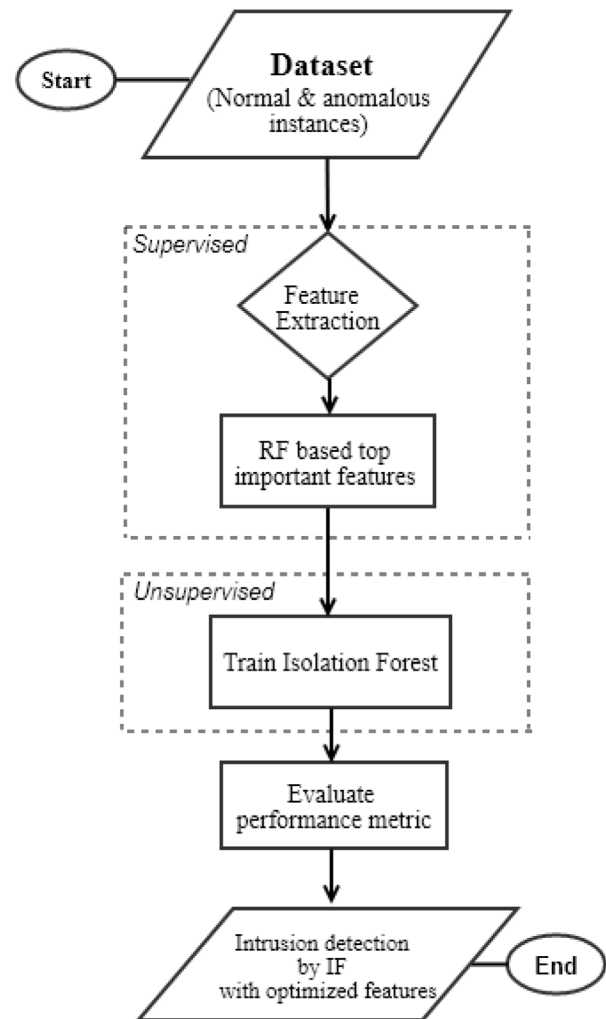 Start
Dataset
(Normal & anomalous
instances)
Supervised
Feature
Extraction
RF based top
important features
Unsupervised
Train Isolation Forest
Evaluate
performance metric
Intrusion detection
by IF
with optimized features
End